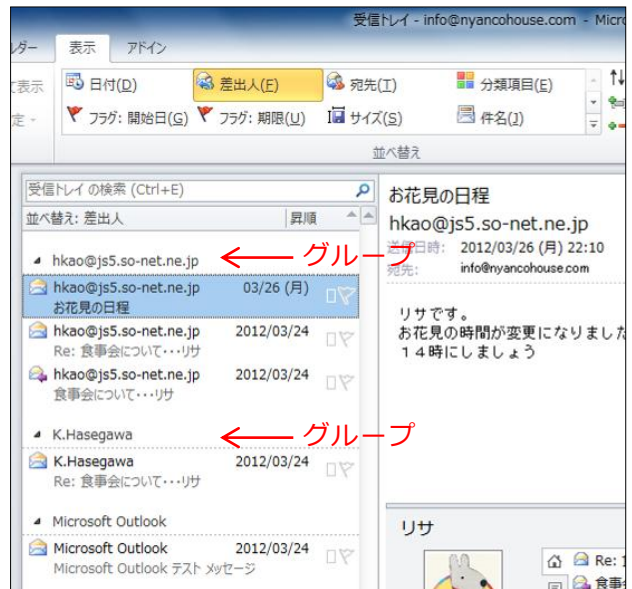 受信トレイ - info@nyancohouse.com - Micro
ルダー 表示 アドイン
て表示
日付(D) 差出人(F) 宛先(T) 分類項目(E)
フラグ: 開始日(G) フラグ: 期限(U) サイズ(S) 件名(J)
並べ替え
受信トレイ の検索 (Ctrl+E)
並べ替え: 差出人 昇順
hkao@js5.so-net.ne.jp
グループ
hkao@js5.so-net.ne.jp 03/26 (月)
お花見の日程
hkao@js5.so-net.ne.jp 2012/03/24
Re: 食事会について・・・リサ
hkao@js5.so-net.ne.jp 2012/03/24
食事会について・・・リサ
K.Hasegawa
グループ
K.Hasegawa 2012/03/24
Re: 食事会について・・・リサ
Microsoft Outlook
Microsoft Outlook 2012/03/24
Microsoft Outlook テスト メッセージ
お花見の日程
hkao@js5.so-net.ne.jp
送信日時: 2012/03/26 (月) 22:10
宛先: info@nyancohouse.com
リサです。
お花見の時間が変更になりました
14時にしましょう
リサ
Re:
食事会